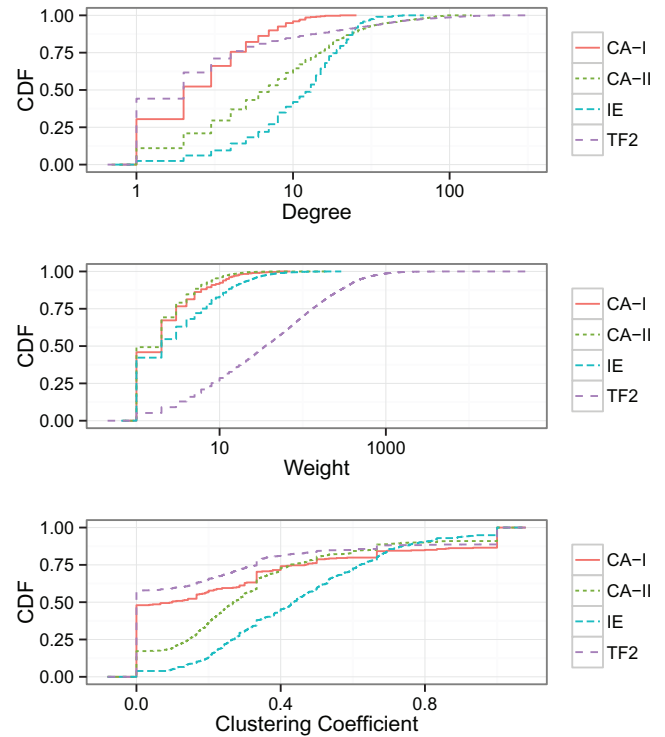 CDF
1.00
0.75
0.50
0.25
0.00
1
10
100
Degree
CA−I
CA−II
IE
TF2
CDF
1.00
0.75
0.50
0.25
0.00
10
1000
Weight
CA−I
CA−II
IE
TF2
CDF
1.00
0.75
0.50
0.25
0.00
0.0
0.4
0.8
Clustering Coefficient
CA−I
CA−II
IE
TF2